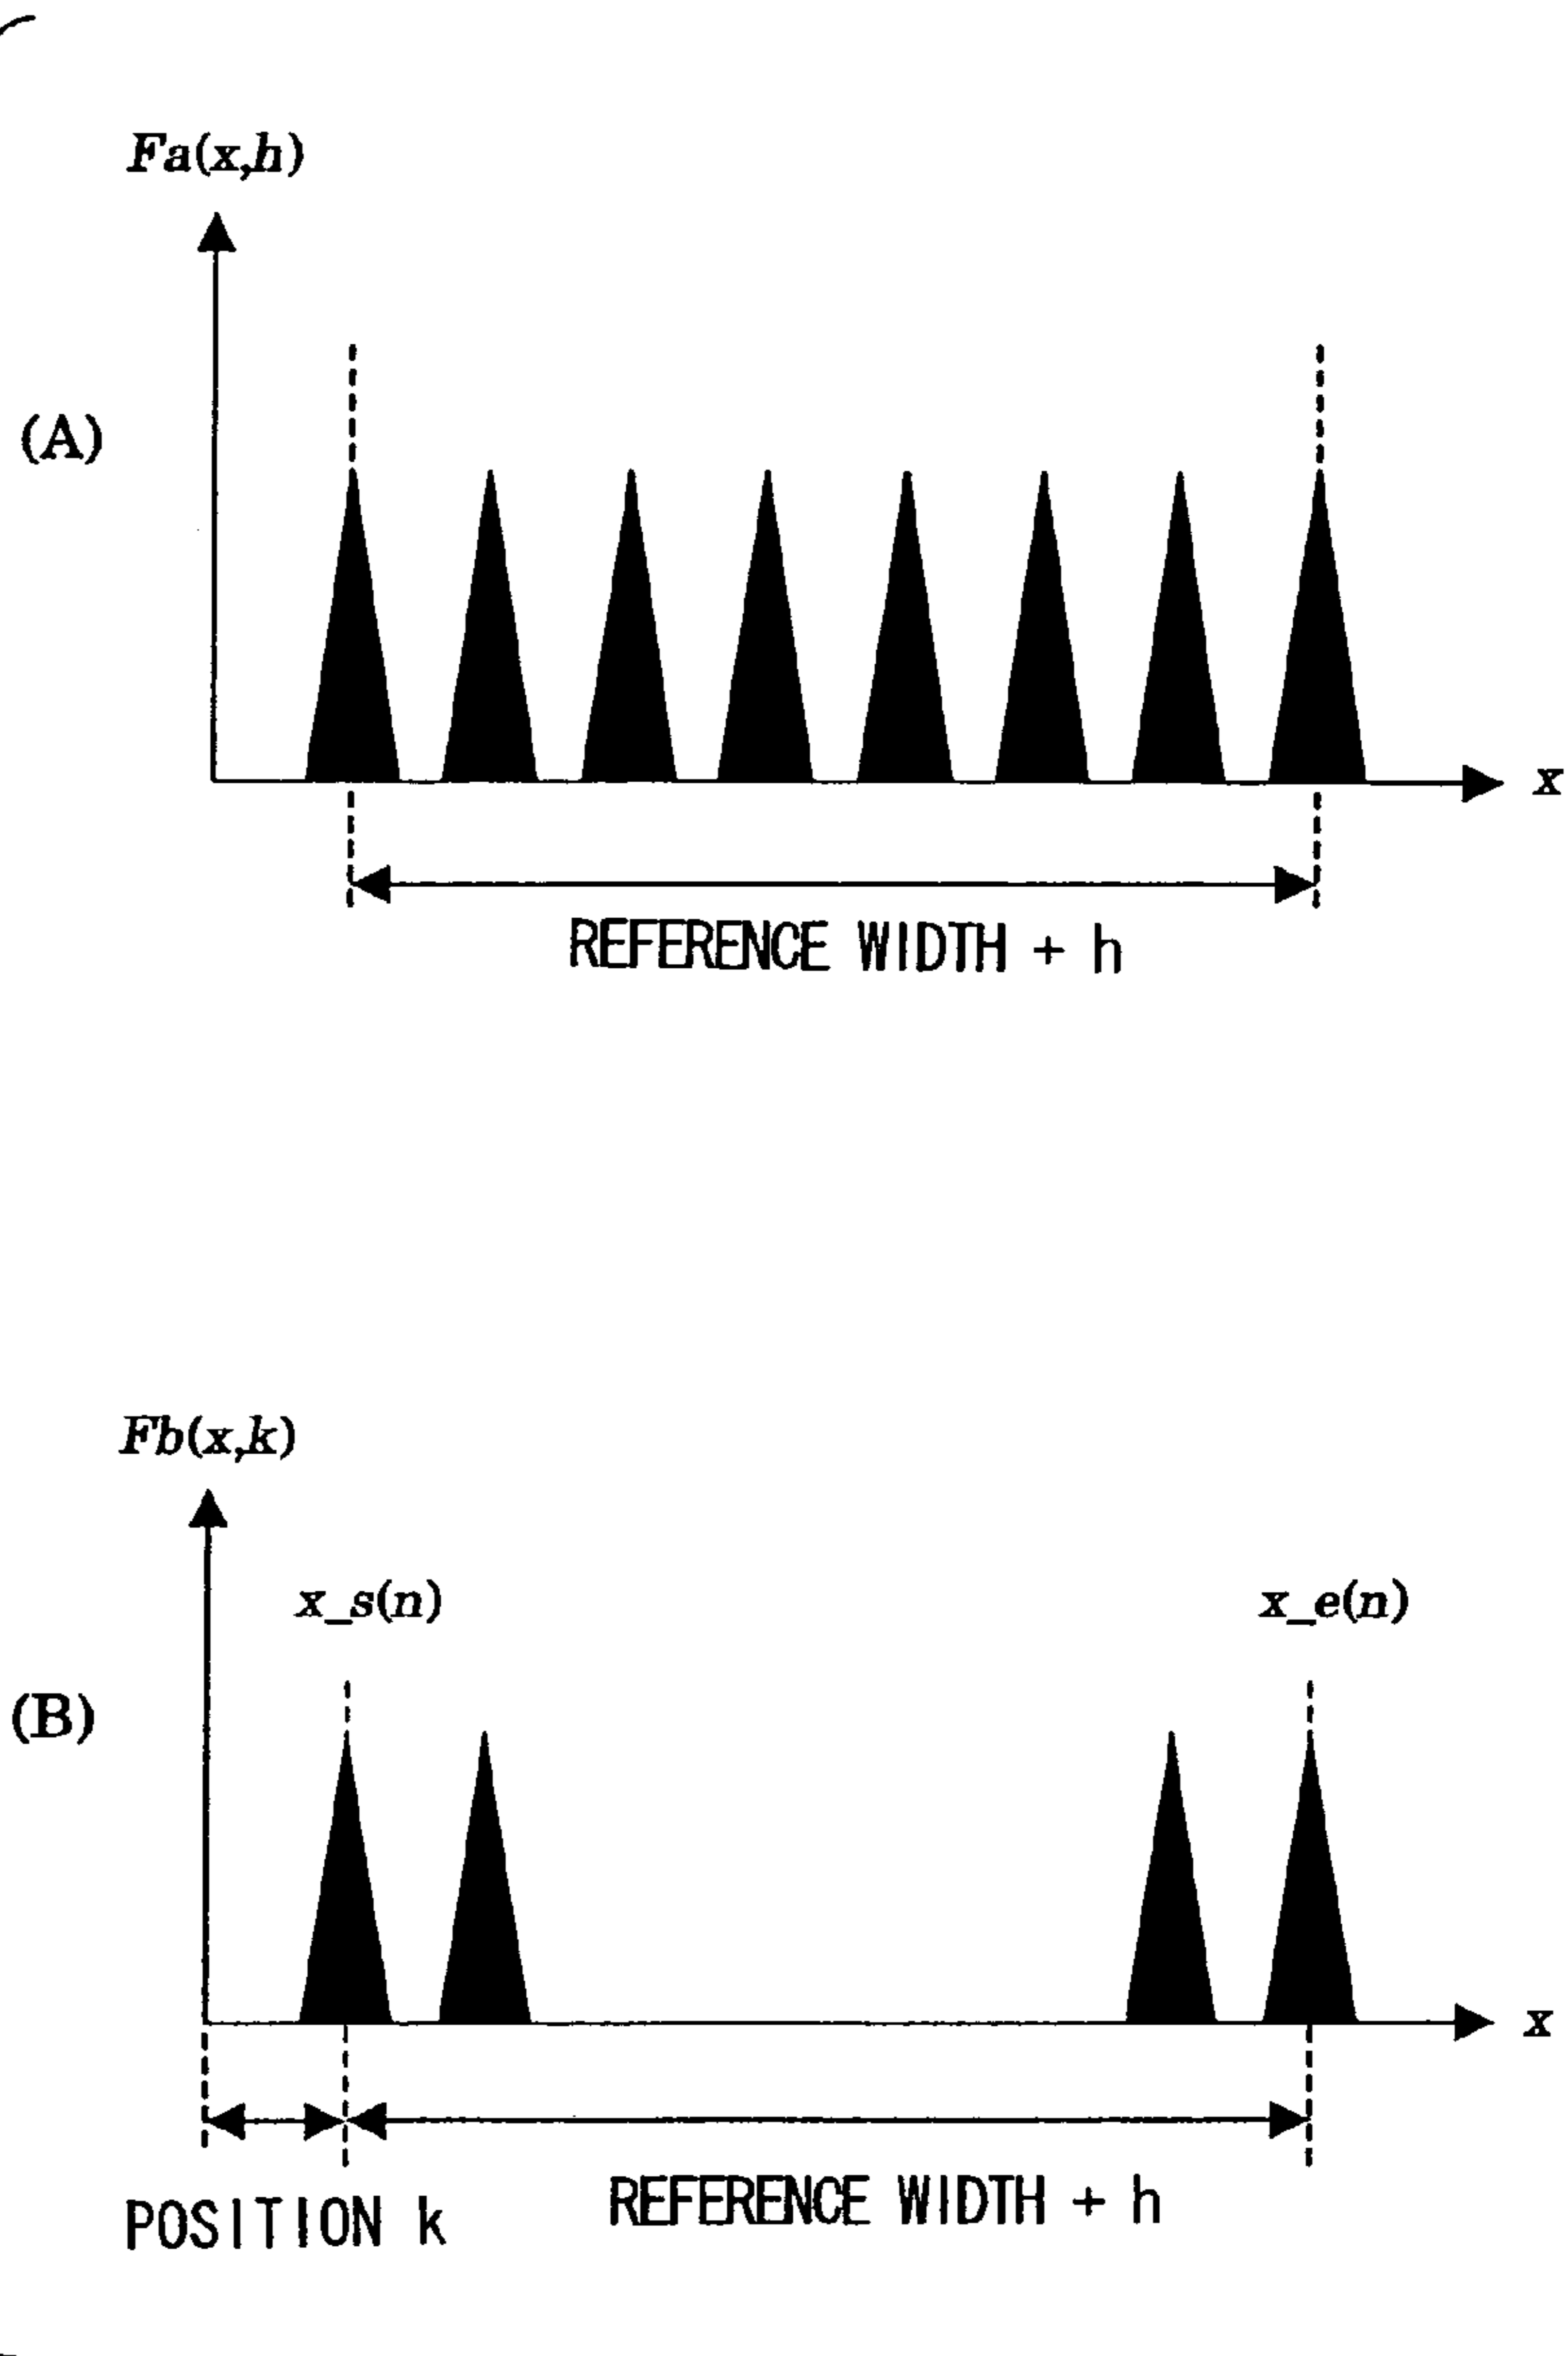 Fa(x,h)
(A)
x
REFERENCE WIDTH + h
Fb(x,k)
x_s(n)
x_e(n)
(B)
x
POSITION k
REFERENCE WIDTH + h